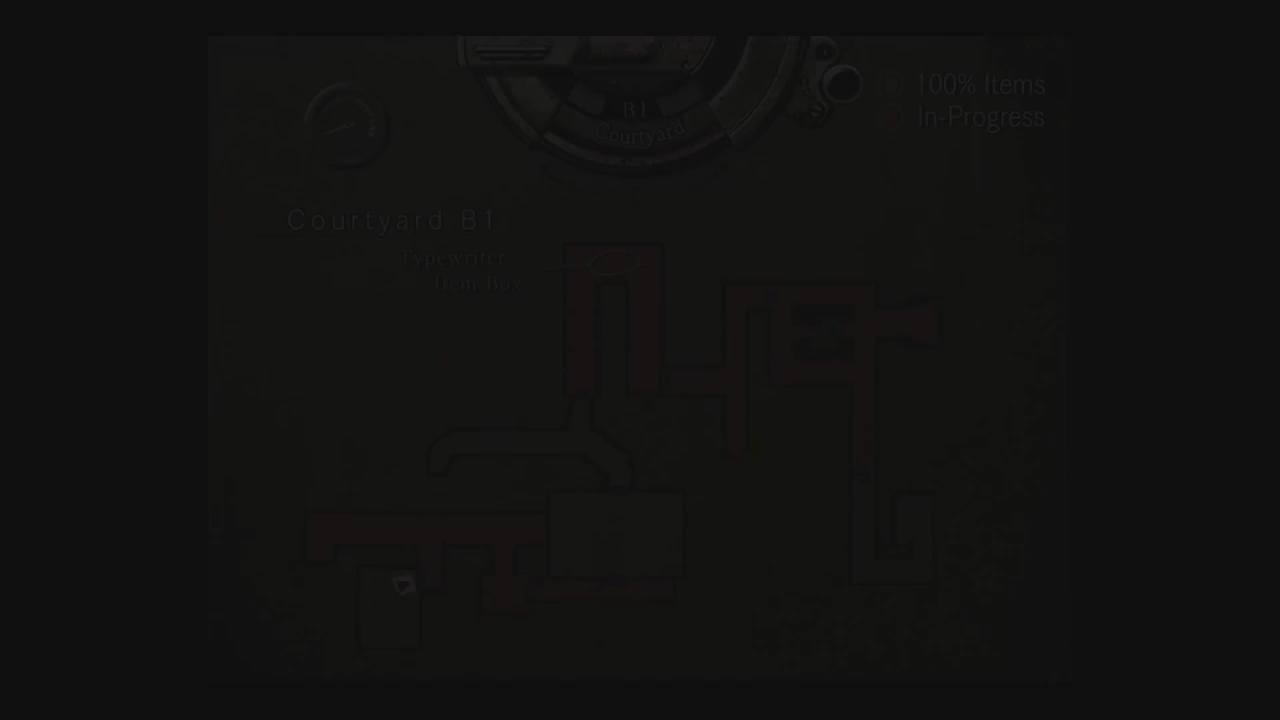 B1
Courtyard
100% Items
In-Progress
Courtyard B1
Typewriter
Item Box